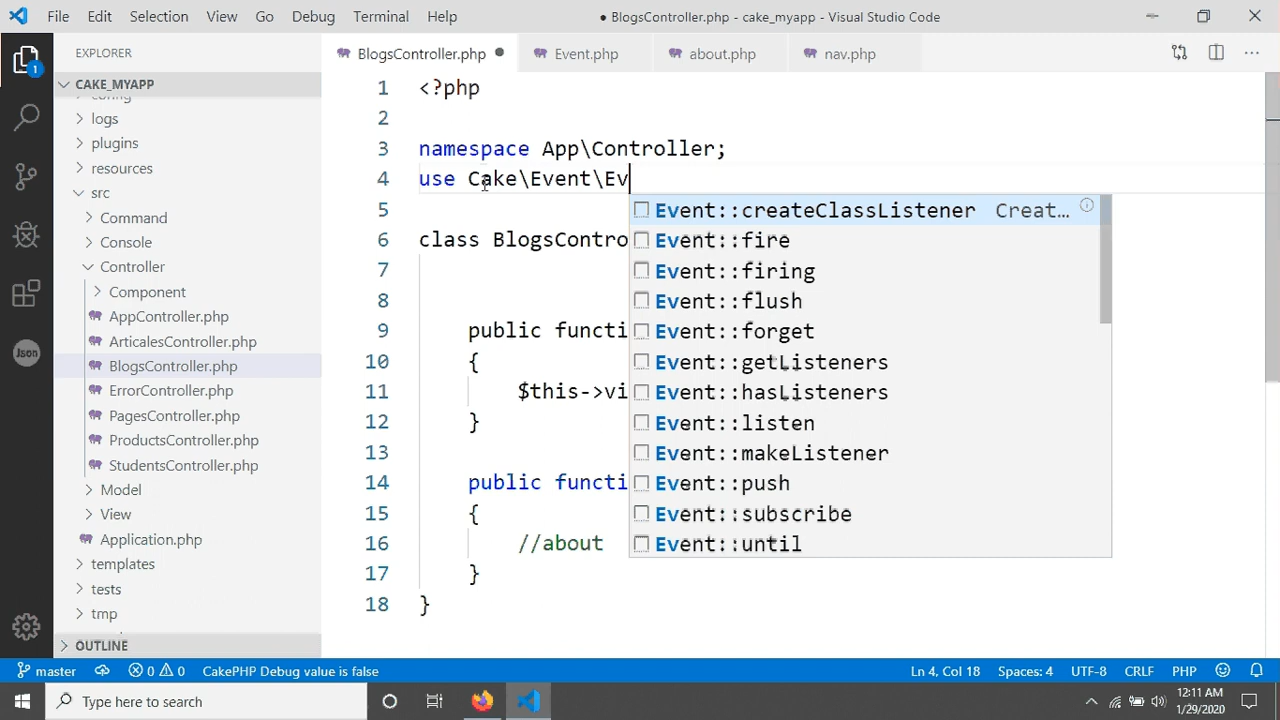 File Edit Selection View Go Debug Terminal Help
● BlogsController.php - cake_myapp - Visual Studio Code
1
EXPLORER
CAKE_MYAPP
config
logs
plugins
resources
src
Command
Console
Controller
Component
AppController.php
ArticalesController.php
BlogsController.php
ErrorController.php
PagesController.php
ProductsController.php
StudentsController.php
Model
View
Application.php
templates
tests
tmp
OUTLINE
Json
BlogsController.php ● Event.php about.php nav.php
1 <?php
2
3 namespace App\Controller;
4 use Cake\Event\Ev
5
6 class BlogsContro
7
8
9 public functi
10 {
11 $this->vi
12 }
13
14 public functi
15 {
16 //about
17 }
18 }
Event::createClassListener Creat…
Event::fire
Event::firing
Event::flush
Event::forget
Event::getListeners
Event::hasListeners
Event::listen
Event::makeListener
Event::push
Event::subscribe
Event::until
master 0 0 CakePHP Debug value is false Ln 4, Col 18 Spaces: 4 UTF-8 CRLF PHP
Type here to search
12:11 AM
1/29/2020